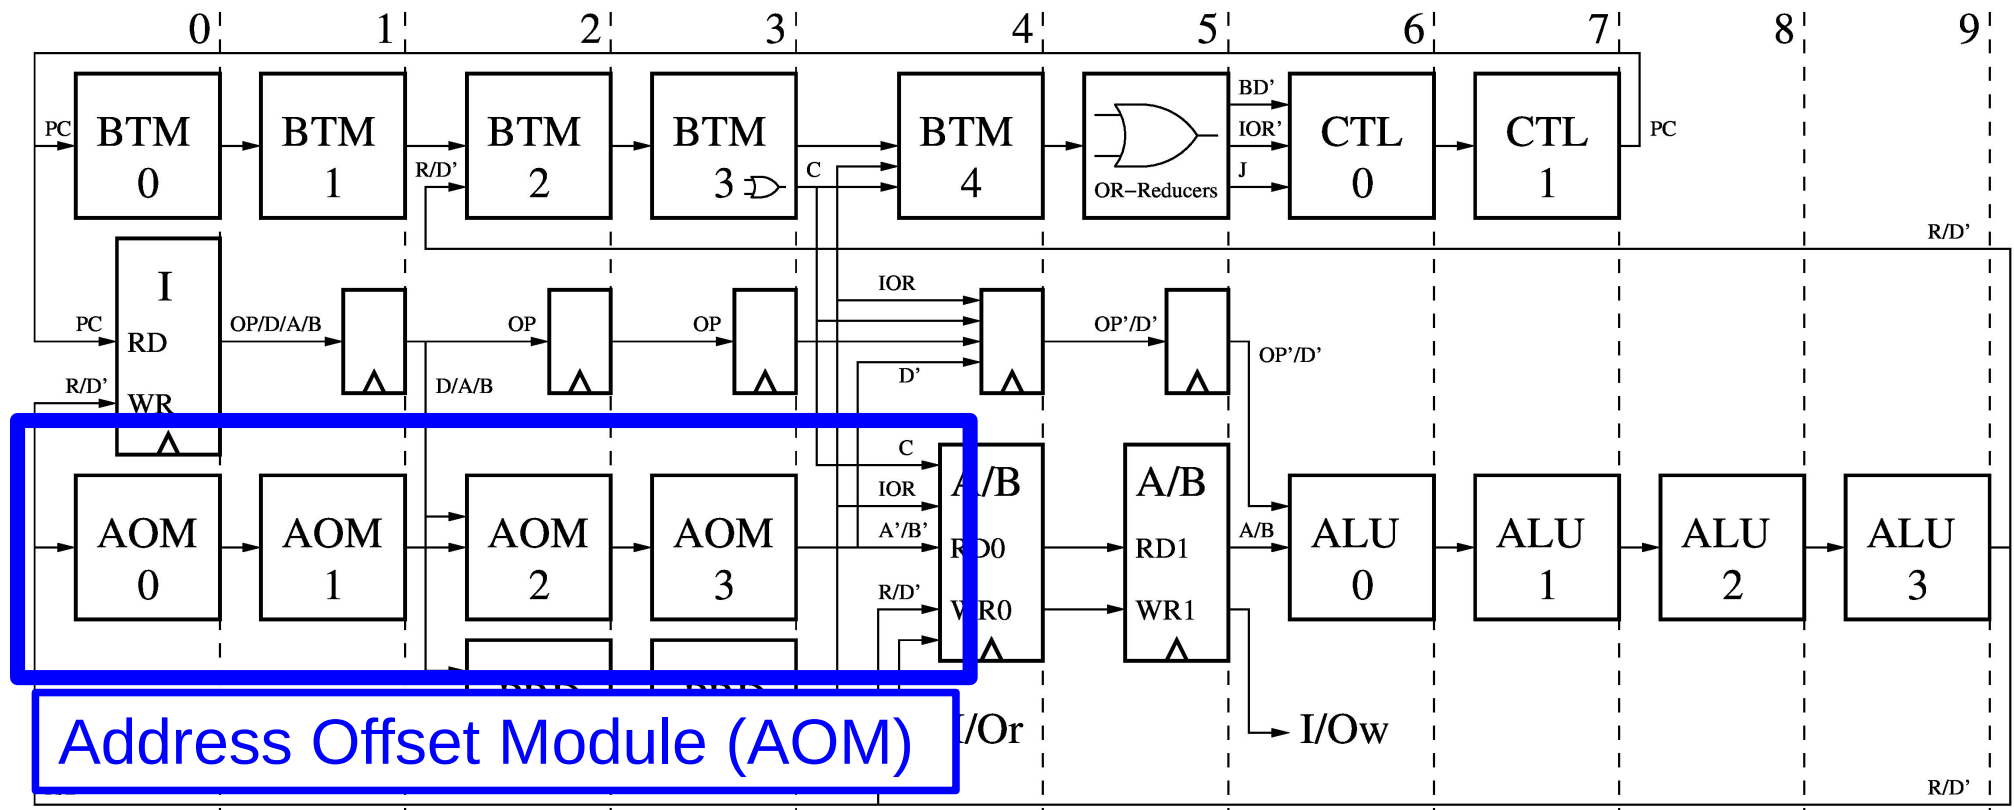 0 1 2 3 4 5 6 7 8 9
PC BTM 0 BTM 1 R/D' BTM 2 BTM 3 C BTM 4 OR-Reducers BD' IOR' J CTL 0 CTL 1 PC
R/D'
I
PC RD OP/D/A/B OP OP IOR OP'/D' OP'/D'
R/D' WR D/A/B D'
C A/B A/B
IOR
AOM 0 AOM 1 AOM 2 AOM 3 A'/B' RD0 RD1 A/B ALU 0 ALU 1 ALU 2 ALU 3
R/D' WR0 WR1
Address Offset Module (AOM) I/Or I/Ow
R/D'